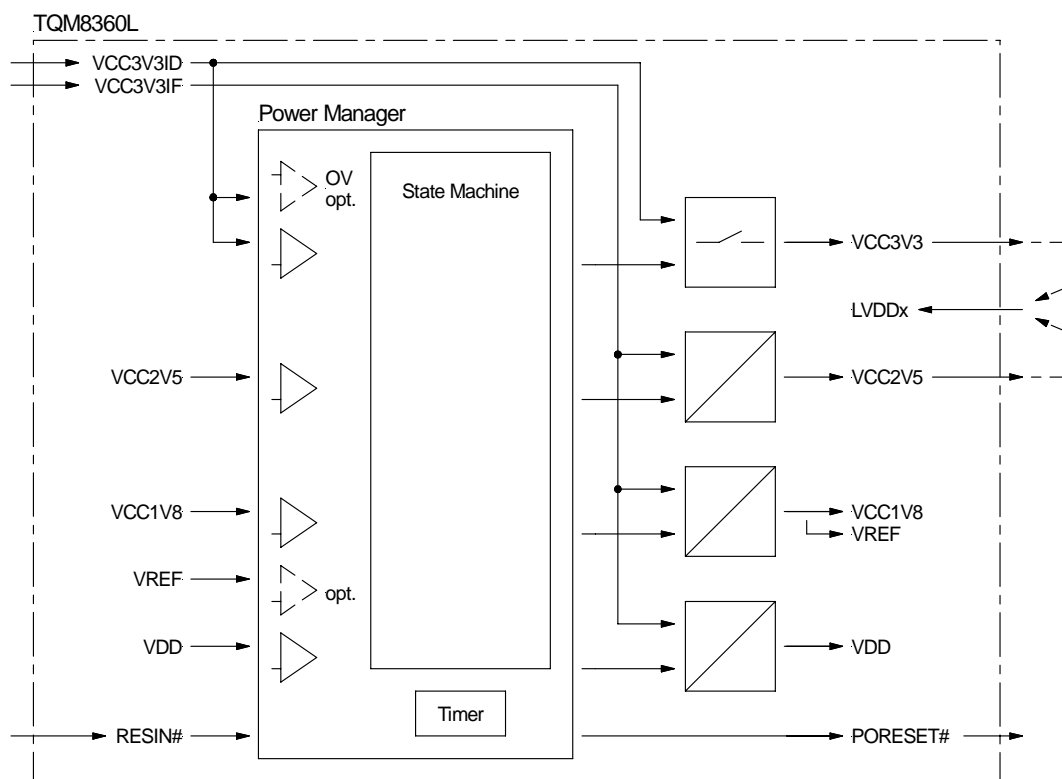 TQM8360L
VCC3V3ID
VCC3V3IF
Power Manager
OV
opt.
State Machine
VCC3V3
LVDDx
VCC2V5
VCC2V5
VCC1V8
VCC1V8
VREF
VREF
opt.
VDD
VDD
Timer
RESIN#
PORESET#